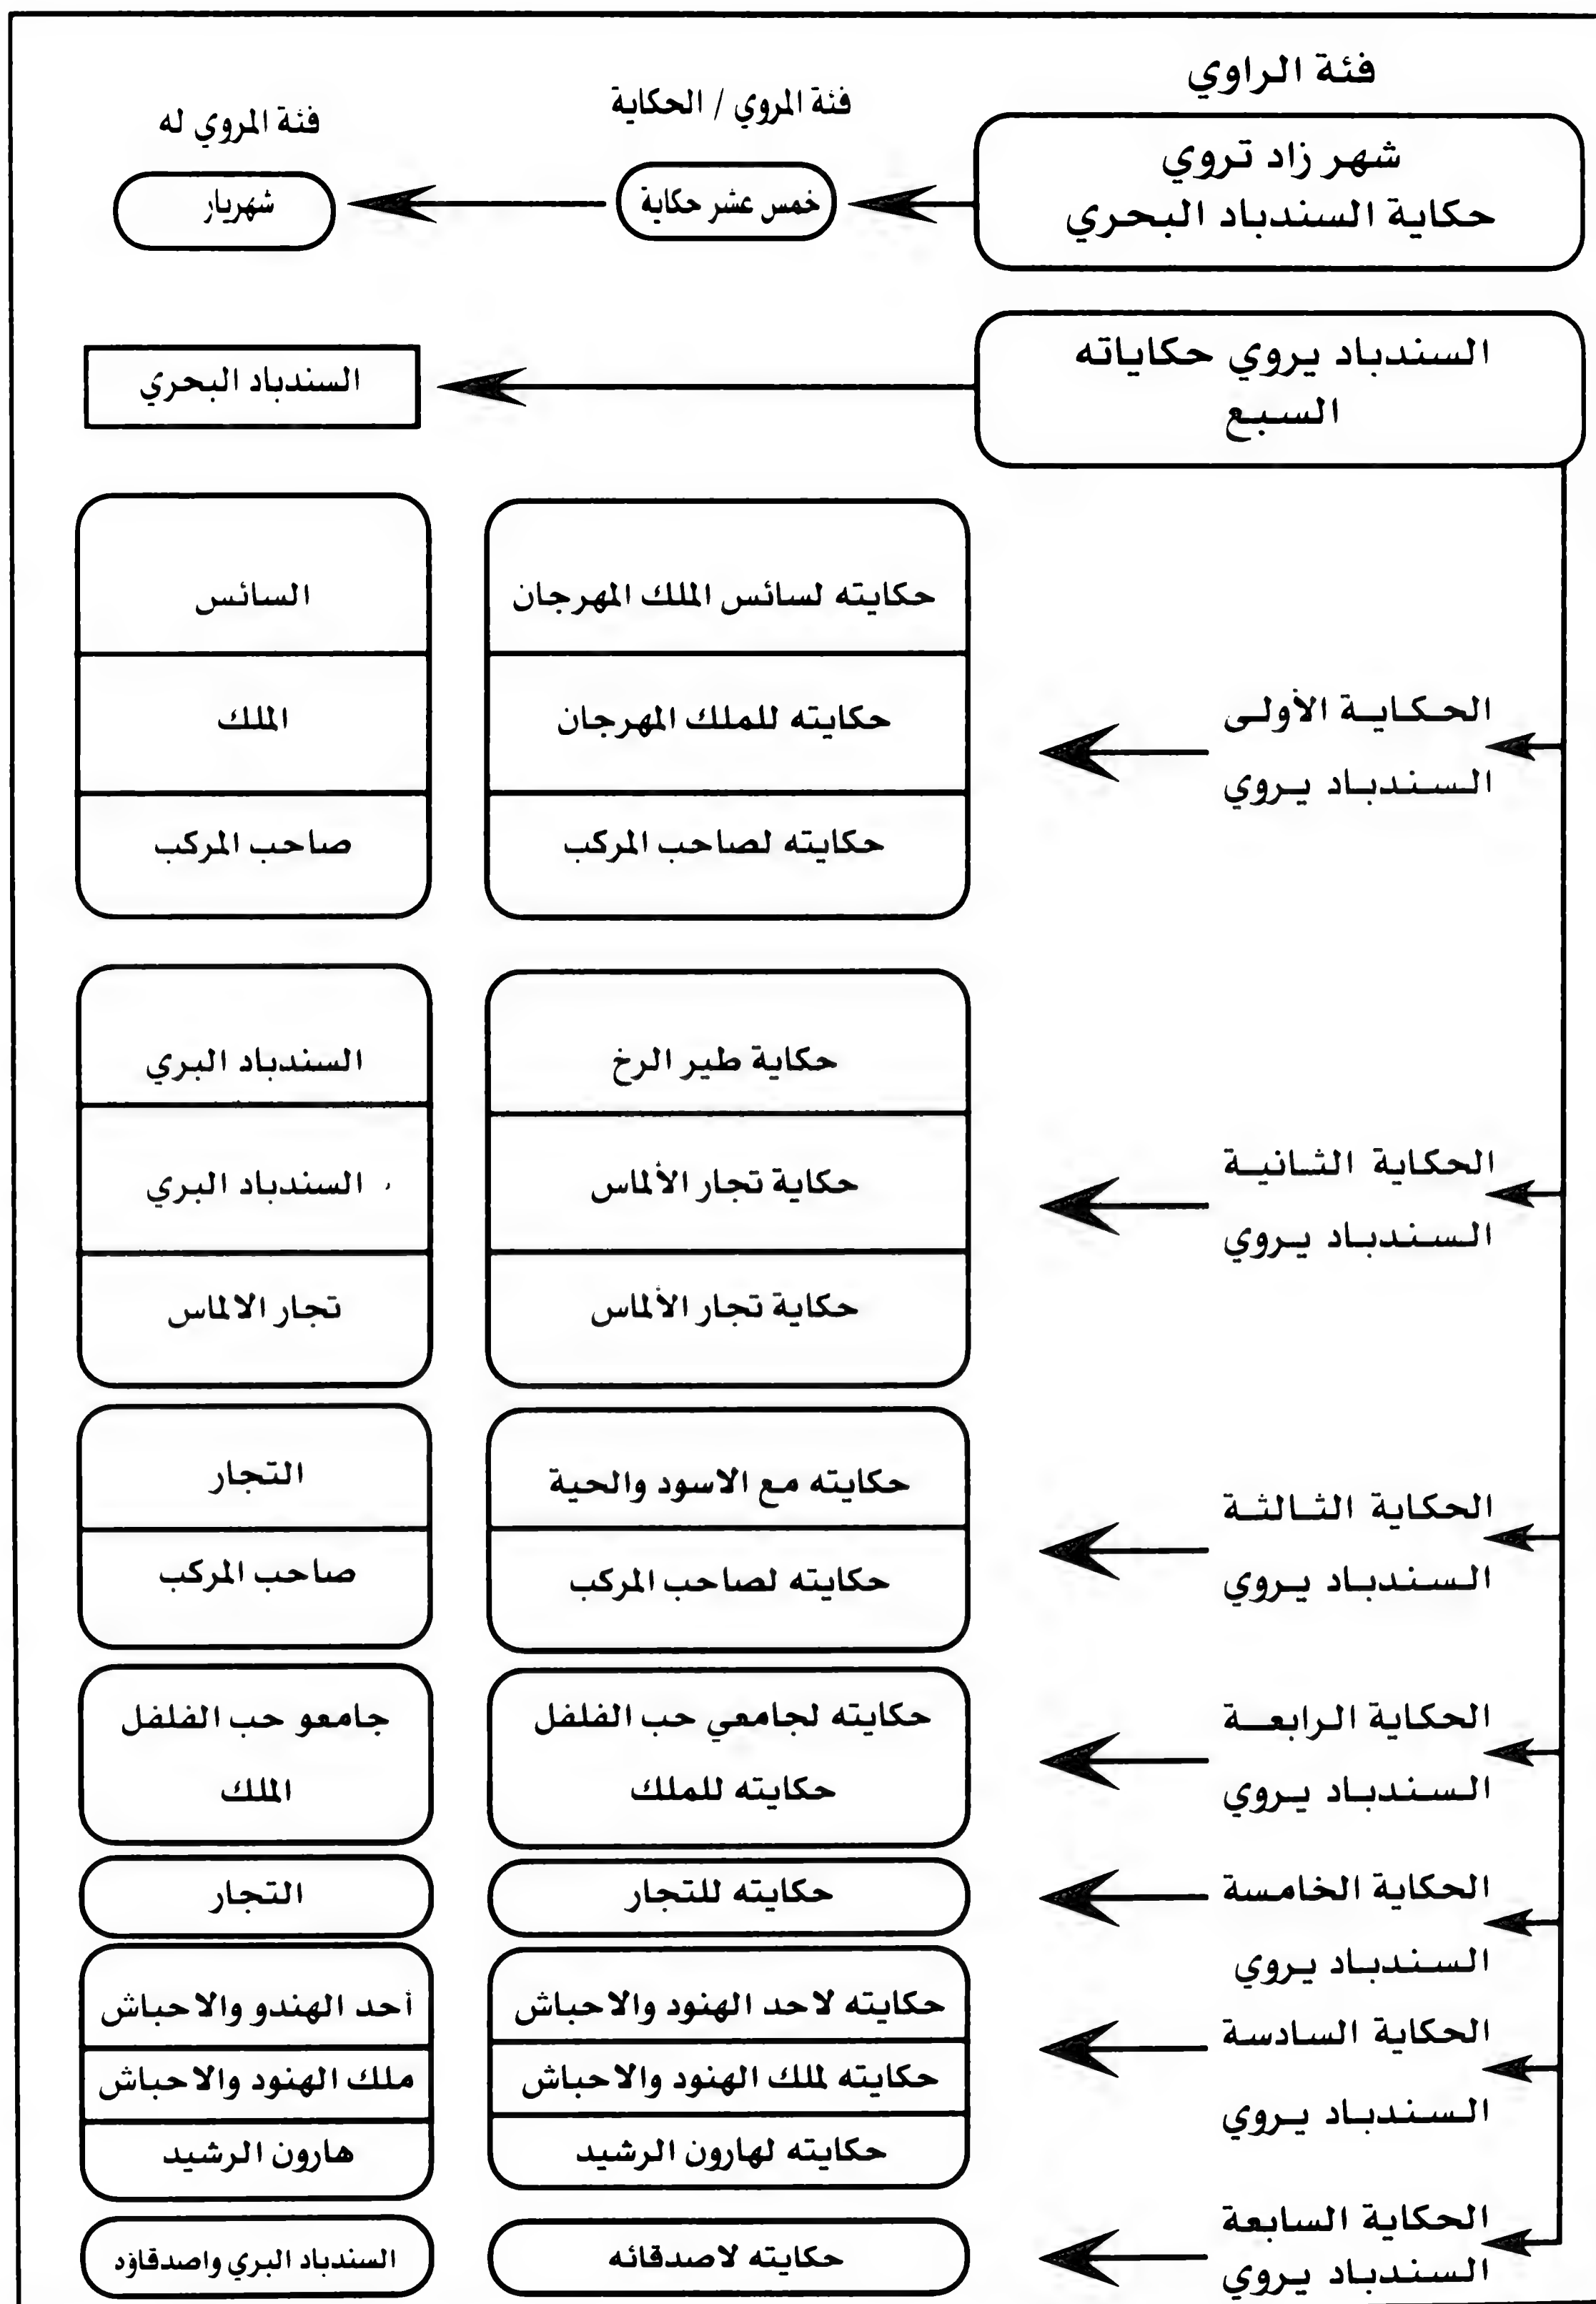 فئة الراوي
فئة المروي / الحكاية
فئة المروي له
شهر زاد تروي
حكاية السندباد البحري
خمس عشر حكاية
شهريار
السندباد يروي حكاياته
السبع
السندباد البحري
الحكاية الأولى
السندباد يروي
حكايته لسائس الملك المهرجان
السائس
حكايته للملك المهرجان
الملك
حكايته لصاحب المركب
صاحب المركب
الحكاية الثانية
السندباد يروي
حكاية طير الرخ
السندباد البري
حكاية تجار الألماس
السندباد البري
حكاية تجار الألماس
تجار الالماس
الحكاية الثالثة
السندباد يروي
حكايته مع الاسود والحية
التجار
حكايته لصاحب المركب
صاحب المركب
الحكاية الرابعة
السندباد يروي
حكايته لجامعي حب الفلفل
جامعو حب الفلفل
حكايته للملك
الملك
الحكاية الخامسة
السندباد يروي
حكايته للتجار
التجار
الحكاية السادسة
السندباد يروي
حكايته لاحد الهنود والاحباش
أحد الهندو والاحباش
حكايته لملك الهنود والاحباش
ملك الهنود والاحباش
حكايته لهارون الرشيد
هارون الرشيد
الحكاية السابعة
السندباد يروي
حكايته لاصدقائه
السندباد البري واصدقاؤد